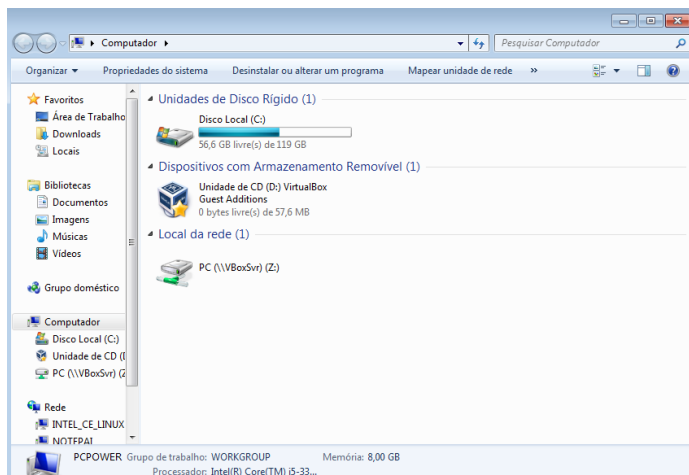 Computador
Pesquisar Computador
Organizar
Propriedades do sistema
Desinstalar ou alterar um programa
Mapear unidade de rede
»
Favoritos
Área de Trabalho
Downloads
Locais
Bibliotecas
Documentos
Imagens
Músicas
Vídeos
Grupo doméstico
Computador
Disco Local (C:)
Unidade de CD (D
PC (\\VBoxSvr) (Z
Rede
INTEL_CE_LINUX
NOTEPAI
Unidades de Disco Rígido (1)
Disco Local (C:)
56,6 GB livre(s) de 119 GB
Dispositivos com Armazenamento Removível (1)
Unidade de CD (D:) VirtualBox
Guest Additions
0 bytes livre(s) de 57,6 MB
Local da rede (1)
PC (\\VBoxSvr) (Z:)
PCPOWER Grupo de trabalho: WORKGROUP Memória: 8,00 GB
Processador: Intel(R) Core(TM) i5-33...